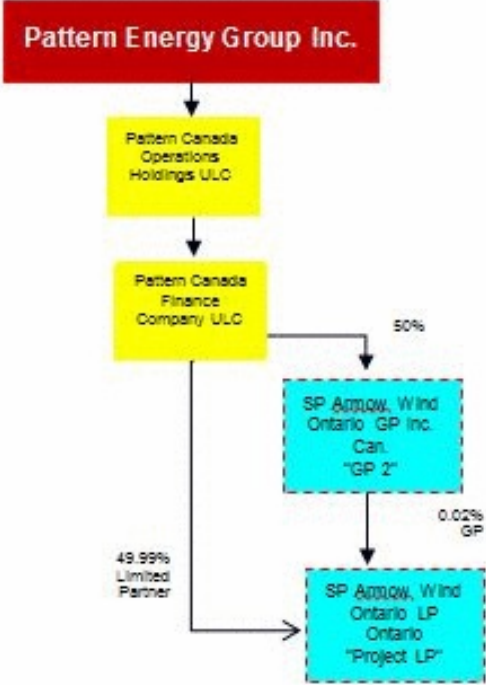 Pattern Energy Group Inc.
Pattern Canada
Operations
Holdings ULC
Pattern Canada
Finance
Company ULC
50%
SP Armow, Wind
Ontario GP Inc.
Can.
"GP 2"
0.02%
GP
49.99%
Limited
Partner
SP Armow, Wind
Ontario LP
Ontario
"Project LP"